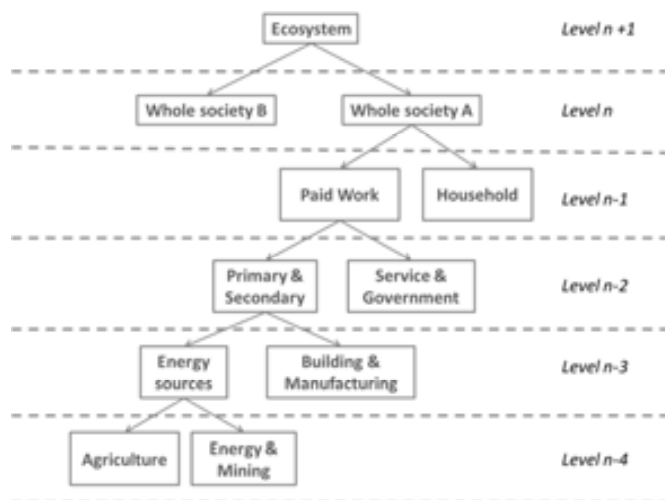 Ecosystem
Level n +1
Whole society B
Whole society A
Level n
Paid Work
Household
Level n-1
Primary &
Secondary
Service &
Government
Level n-2
Energy
sources
Building &
Manufacturing
Level n-3
Agriculture
Energy &
Mining
Level n-4